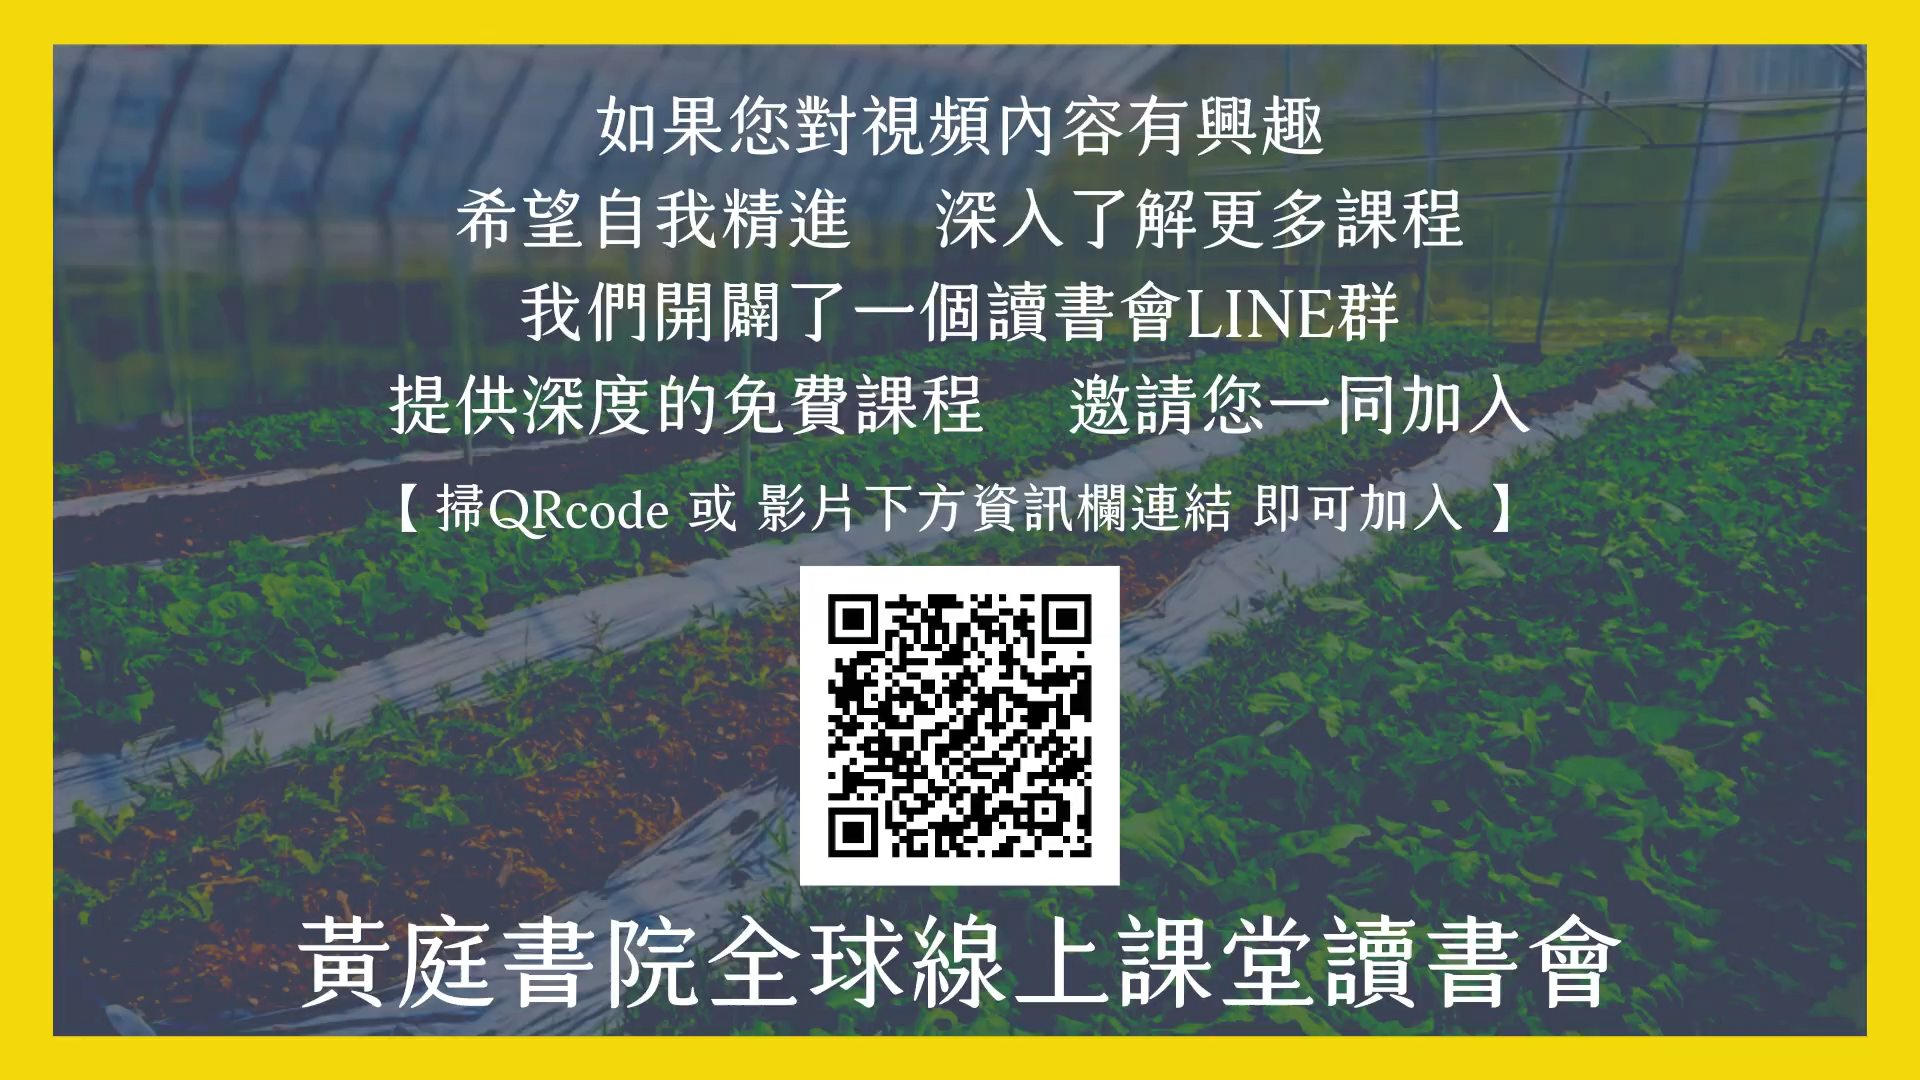 如果您對視頻內容有興趣
希望自我精進 深入了解更多課程
我們開闢了一個讀書會LINE群
提供深度的免費課程 邀請您一同加入
【 掃QRcode 或 影片下方資訊欄連結 即可加入 】
黃庭書院全球線上課堂讀書會